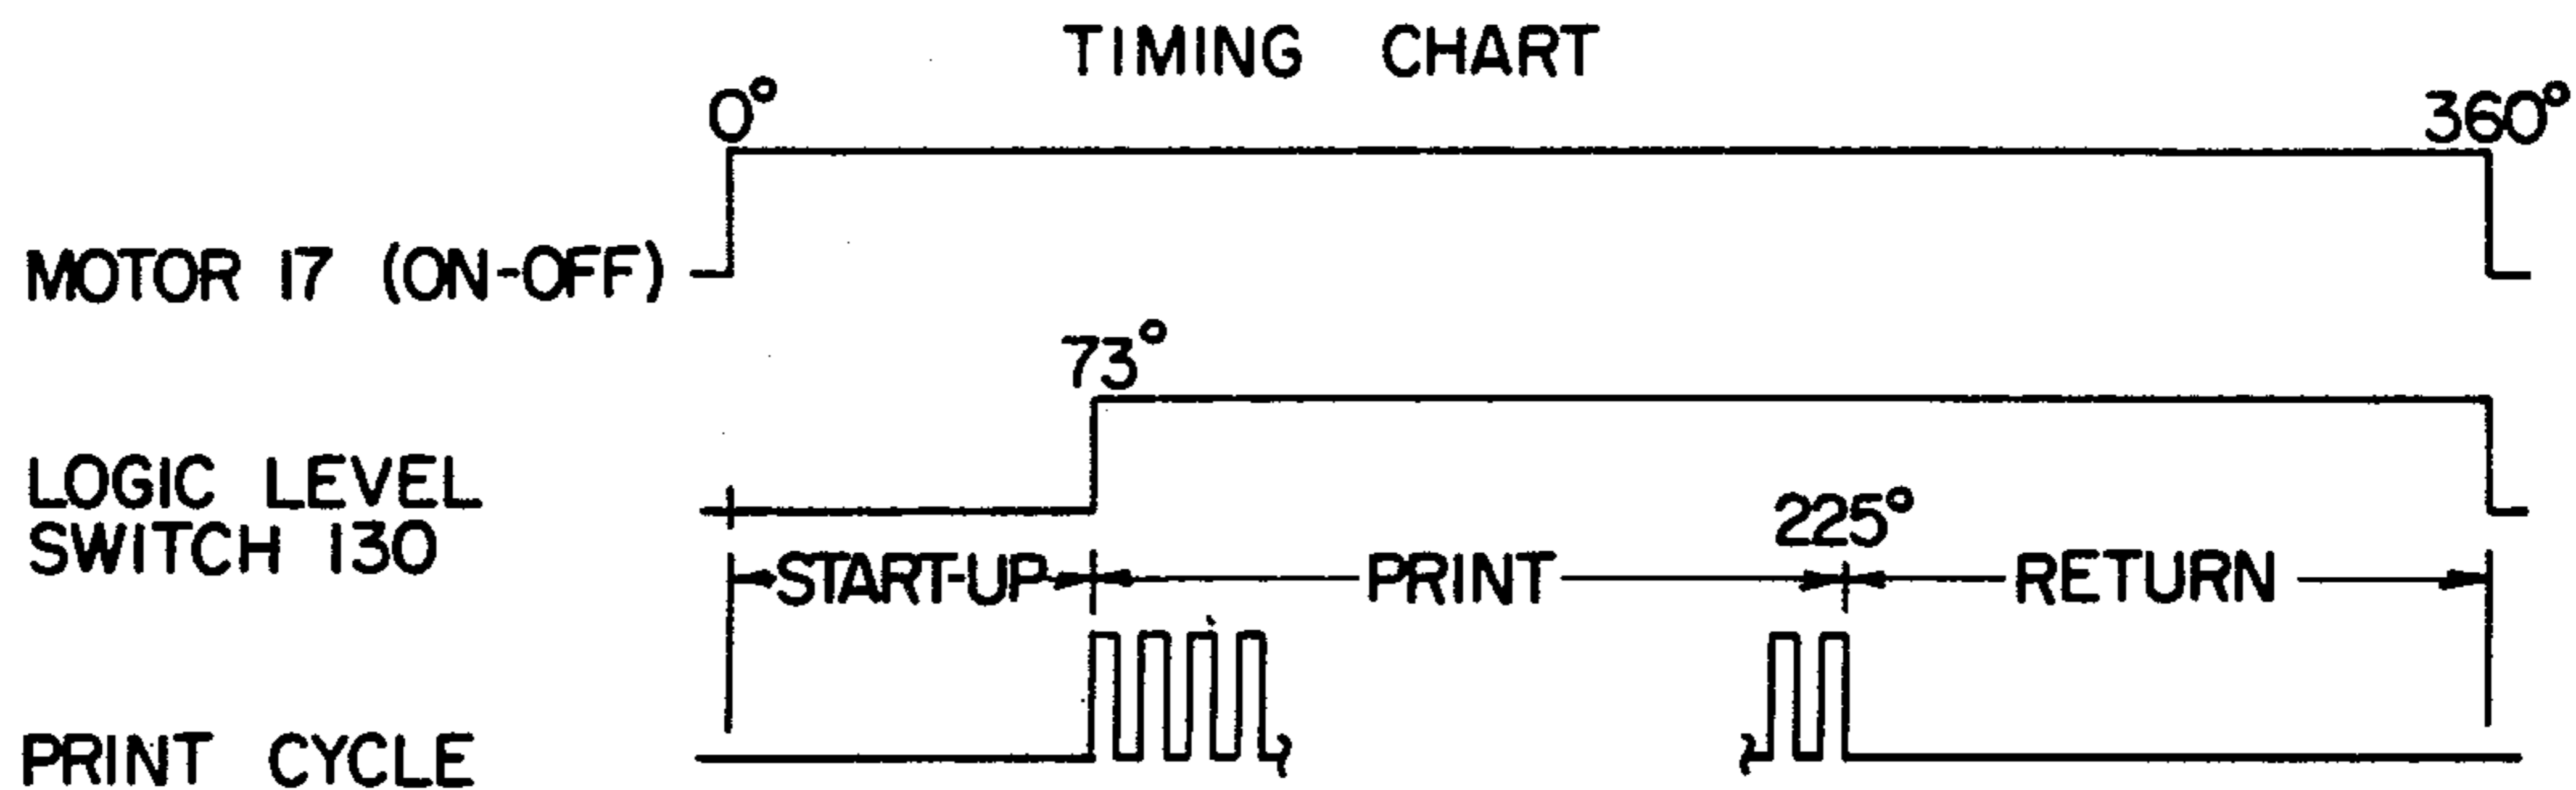 TIMING CHART
0°
360°
MOTOR 17 (ON-OFF)
73°
LOGIC LEVEL
SWITCH 130
225°
START-UP
PRINT
RETURN
PRINT CYCLE